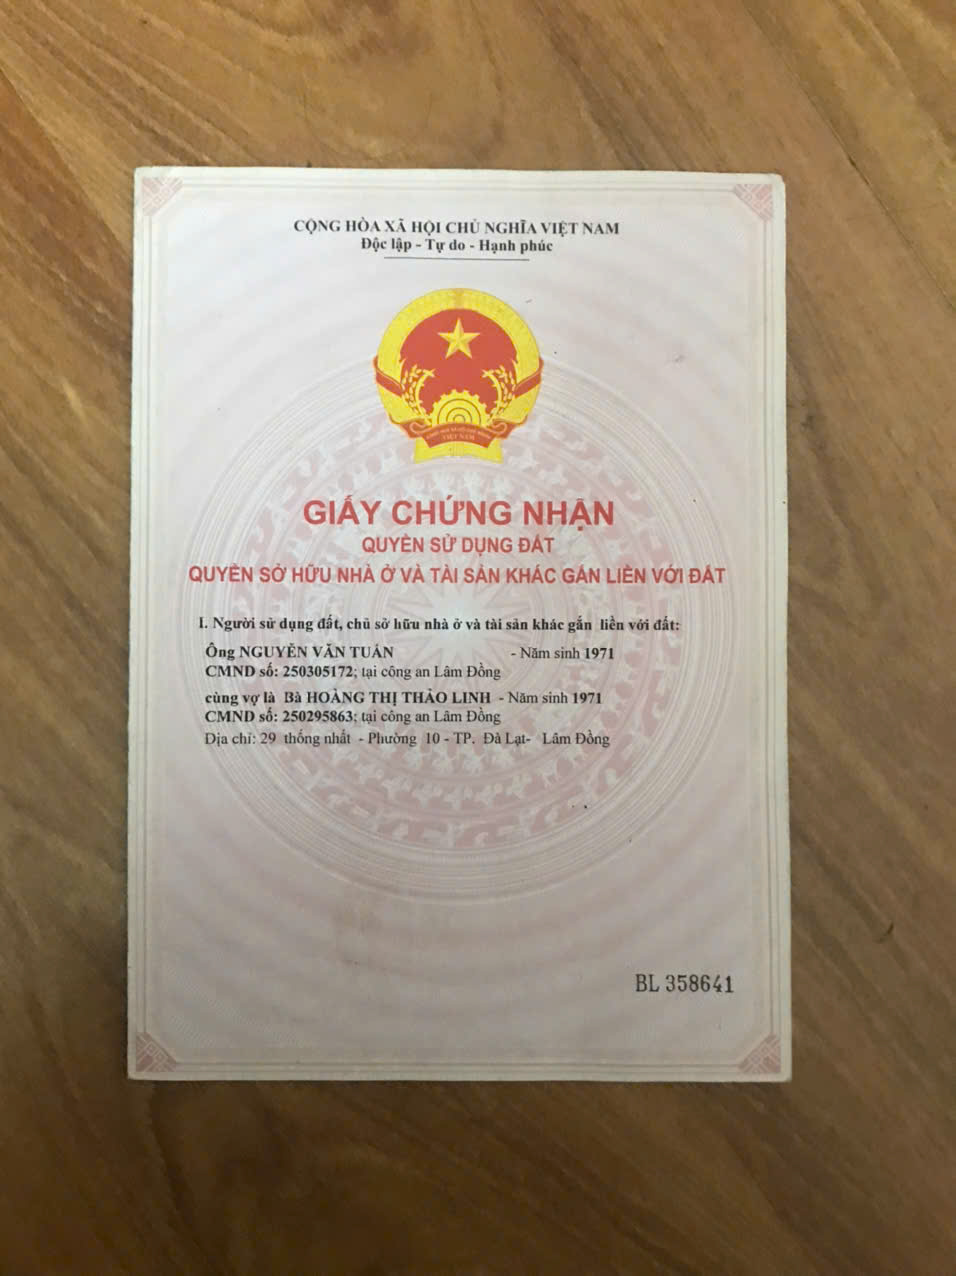 CỘNG HÒA XÃ HỘI CHỦ NGHĨA VIỆT NAM
Độc lập - Tự do - Hạnh phúc
VIỆT NAM
GIẤY CHỨNG NHẬN
QUYỀN SỬ DỤNG ĐẤT
QUYỀN SỞ HỮU NHÀ Ở VÀ TÀI SẢN KHÁC GẮN LIỀN VỚI ĐẤT
I. Người sử dụng đất, chủ sở hữu nhà ở và tài sản khác gắn liền với đất:
Ông NGUYỄN VĂN TUẤN - Năm sinh 1971
CMND số: 250305172; tại công an Lâm Đồng
cùng vợ là Bà HOÀNG THỊ THẢO LINH - Năm sinh 1971
CMND số: 250295863; tại công an Lâm Đồng
Địa chỉ: 29 thống nhất - Phường 10 - TP. Đà Lạt- Lâm Đồng
BL 358641